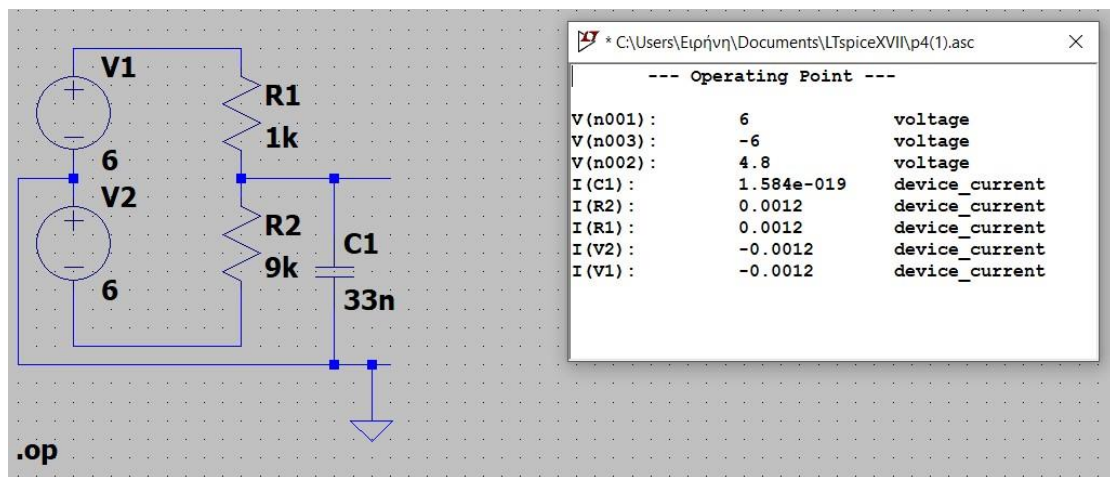 V1
6
V2
6
R1
1k
R2
9k
C1
33n
.op
* C:\Users\Ειρήνη\Documents\LTspiceXVII\p4(1).asc
--- Operating Point ---
V(n001): 6 voltage
V(n003): -6 voltage
V(n002): 4.8 voltage
I(C1): 1.584e-019 device_current
I(R2): 0.0012 device_current
I(R1): 0.0012 device_current
I(V2): -0.0012 device_current
I(V1): -0.0012 device_current